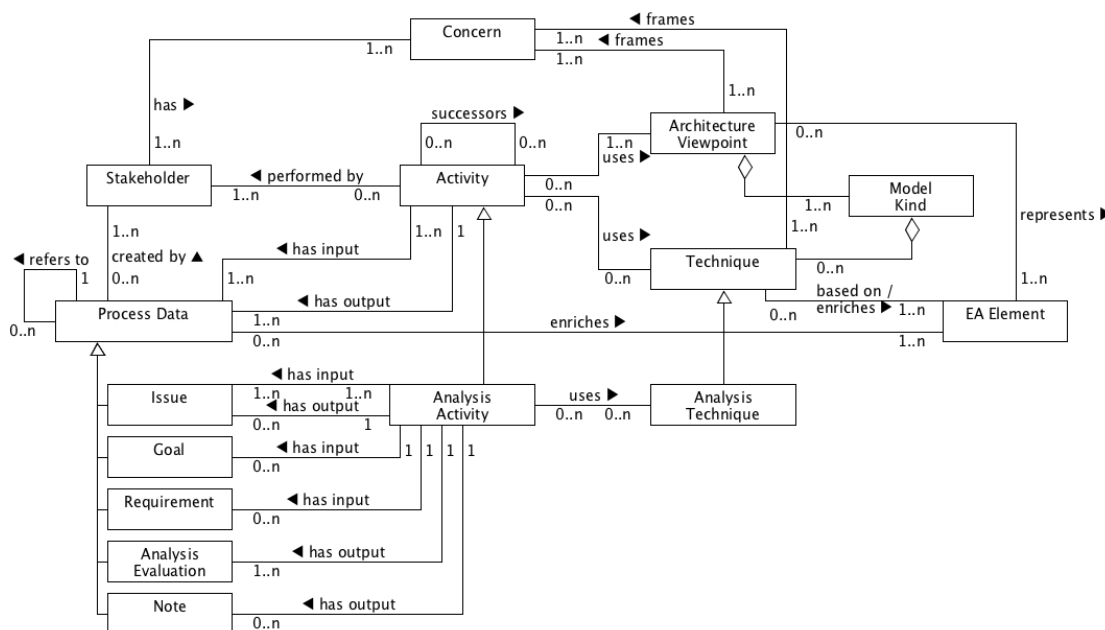 Concern
◄ frames
1..n
1..n
◄ frames
1..n
has ►
1..n
successors ►
0..n 0..n
1..n
Architecture
Viewpoint
0..n
1..n
uses ►
Stakeholder
◄ performed by
1..n 0..n
Activity
0..n
0..n
1..n
Model
Kind
represents ►
1..n
uses ►
1..n
◄ refers to
1
created by ▲
0..n
1..n
◄ has input
1..n
1
0..n
Technique
0..n
1..n
Process Data
0..n
◄ has output
1..n
0..n
enriches ►
based on /
enriches ►
0..n
1..n
EA Element
1..n
Issue
◄ has input
1..n 1..n
◄ has output
0..n 1
Analysis
Activity
uses ►
0..n 0..n
Analysis
Technique
Goal
◄ has input
0..n
1 1 1 1
Requirement
◄ has input
0..n
Analysis
Evaluation
◄ has output
1..n
Note
◄ has output
0..n